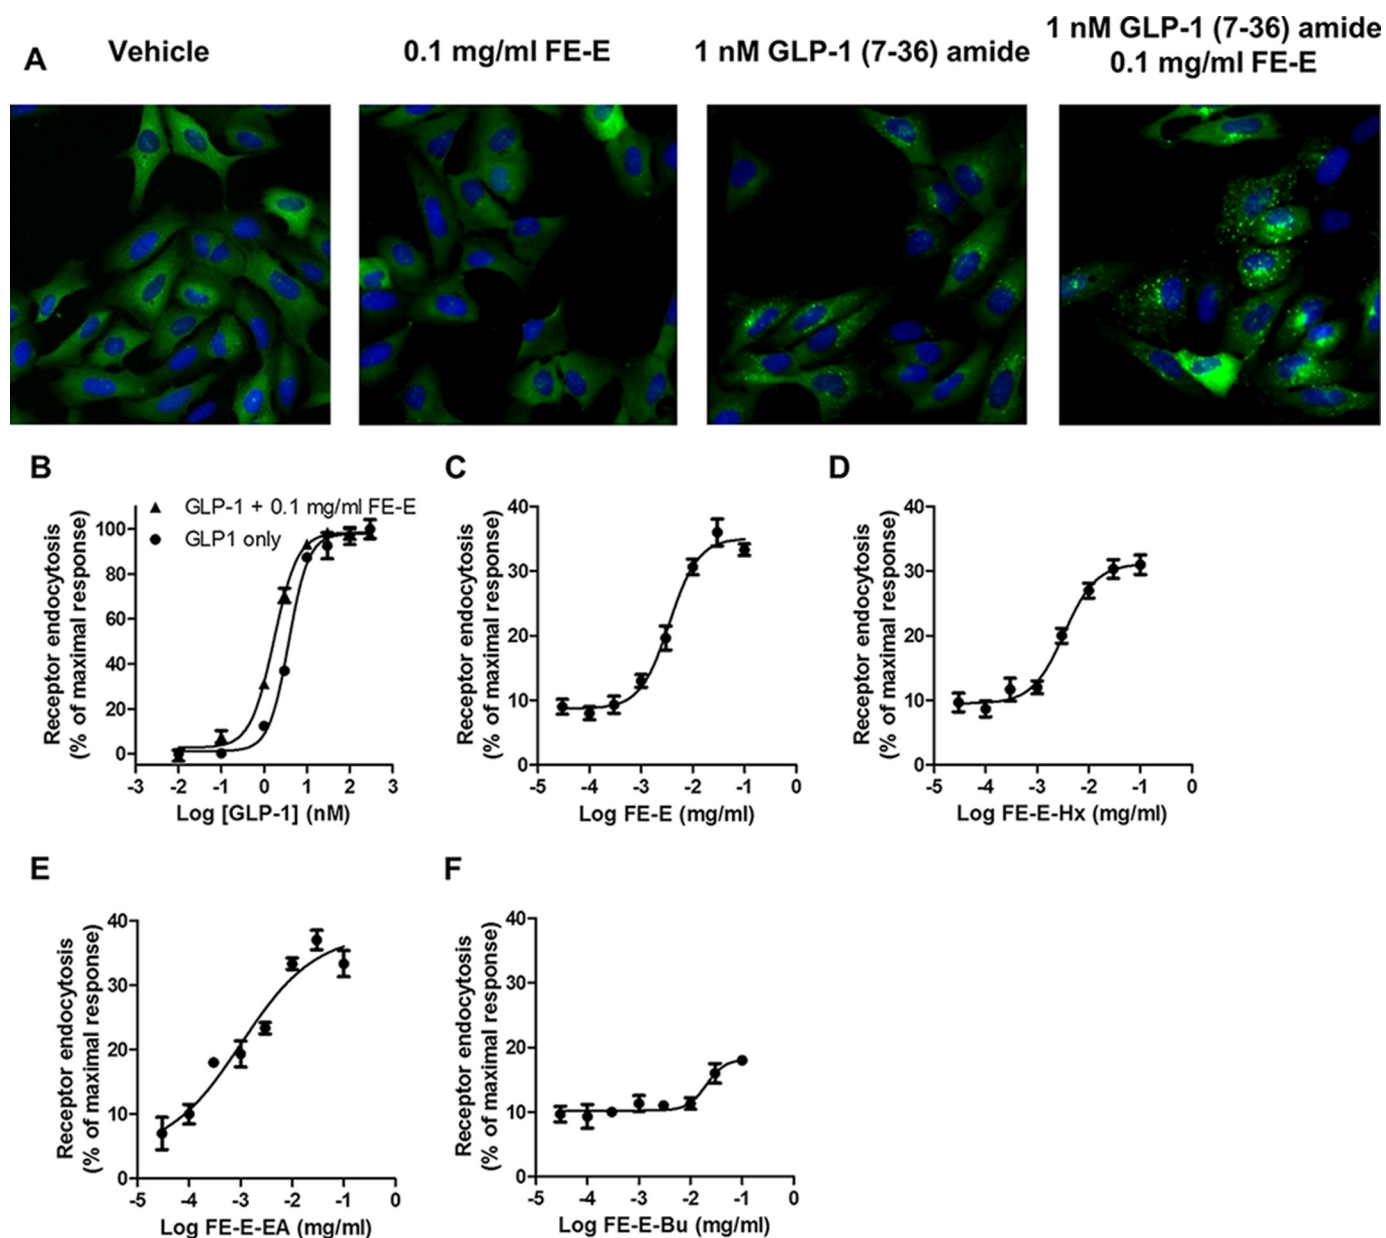 A
Vehicle
0.1 mg/ml FE-E
1 nM GLP-1 (7-36) amide
1 nM GLP-1 (7-36) amide
0.1 mg/ml FE-E
B
Receptor endocytosis
(% of maximal response)
100
80
60
40
20
0
GLP-1 + 0.1 mg/ml FE-E
GLP1 only
-3 -2 -1 0 1 2 3
Log [GLP-1] (nM)
C
Receptor endocytosis
(% of maximal response)
40
30
20
10
0
-5 -4 -3 -2 -1 0
Log FE-E (mg/ml)
D
Receptor endocytosis
(% of maximal response)
40
30
20
10
0
-5 -4 -3 -2 -1 0
Log FE-E-Hx (mg/ml)
E
Receptor endocytosis
(% of maximal response)
40
30
20
10
0
-5 -4 -3 -2 -1 0
Log FE-E-EA (mg/ml)
F
Receptor endocytosis
(% of maximal response)
40
30
20
10
0
-5 -4 -3 -2 -1 0
Log FE-E-Bu (mg/ml)